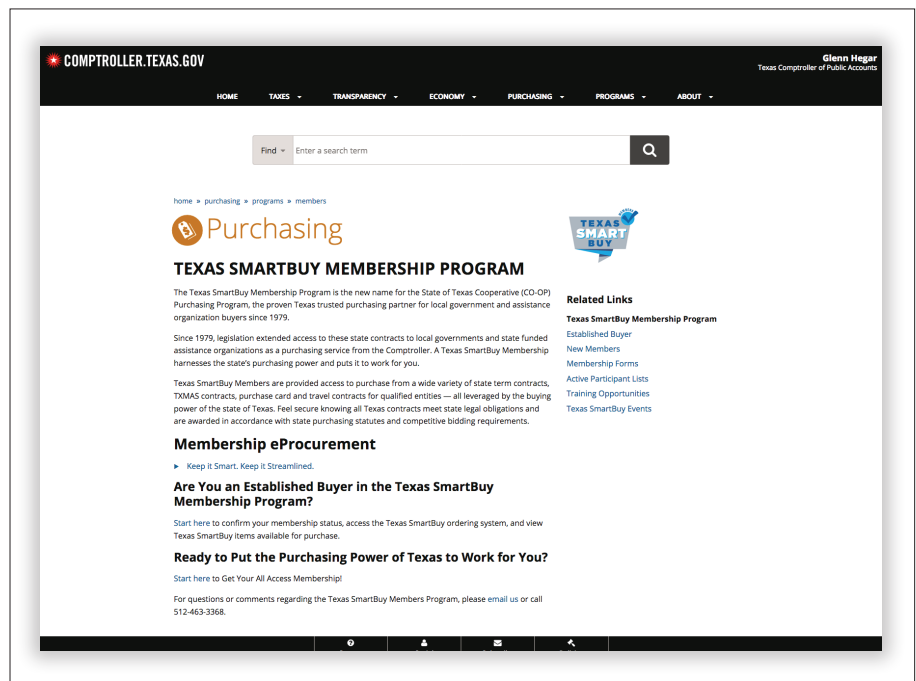 COMPTROLLER.TEXAS.GOV
Glenn Hegar
Texas Comptroller of Public Accounts
HOME TAXES TRANSPARENCY ECONOMY PURCHASING PROGRAMS ABOUT
Find Enter a search term
home » purchasing » programs » members
Purchasing
TEXAS SMARTBUY MEMBERSHIP PROGRAM
The Texas SmartBuy Membership Program is the new name for the State of Texas Cooperative (CO-OP)
Purchasing Program, the proven Texas trusted purchasing partner for local government and assistance
organization buyers since 1979.
Since 1979, legislation extended access to these state contracts to local governments and state funded
assistance organizations as a purchasing service from the Comptroller. A Texas SmartBuy Membership
harnesses the state's purchasing power and puts it to work for you.
Texas SmartBuy Members are provided access to purchase from a wide variety of state term contracts,
TXMAS contracts, purchase card and travel contracts for qualified entities — all leveraged by the buying
power of the state of Texas. Feel secure knowing all Texas contracts meet state legal obligations and
are awarded in accordance with state purchasing statutes and competitive bidding requirements.
Membership eProcurement
Keep it Smart. Keep it Streamlined.
Are You an Established Buyer in the Texas SmartBuy
Membership Program?
Start here to confirm your membership status, access the Texas SmartBuy ordering system, and view
Texas SmartBuy items available for purchase.
Ready to Put the Purchasing Power of Texas to Work for You?
Start here to Get Your All Access Membership!
For questions or comments regarding the Texas SmartBuy Members Program, please email us or call
512-463-3368.
TEXAS
SMART
BUY
Related Links
Texas SmartBuy Membership Program
Established Buyer
New Members
Membership Forms
Active Participant Lists
Training Opportunities
Texas SmartBuy Events